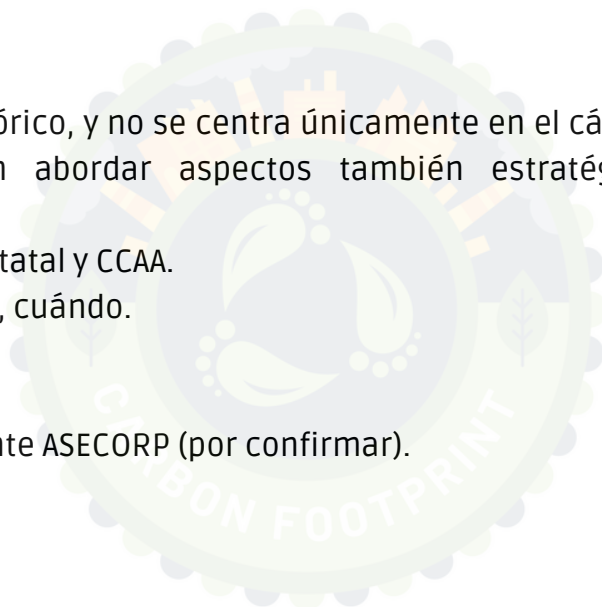 órico, y no se centra únicamente en el cá
abordar aspectos también estraté
tatal y CCAA.
, cuándo.
nte ASECORP (por confirmar).
CARBON FOOTPRINT